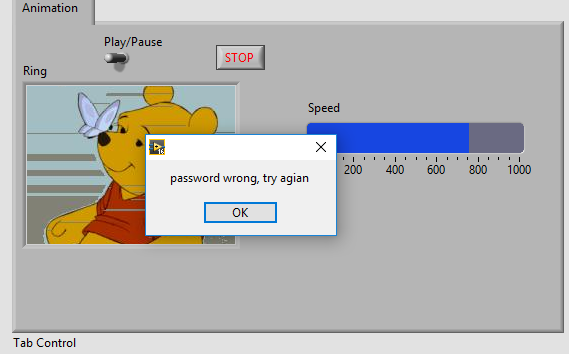 Animation
Play/Pause
STOP
Ring
Speed
200 400 600 800 1000
password wrong, try agian
OK
Tab Control